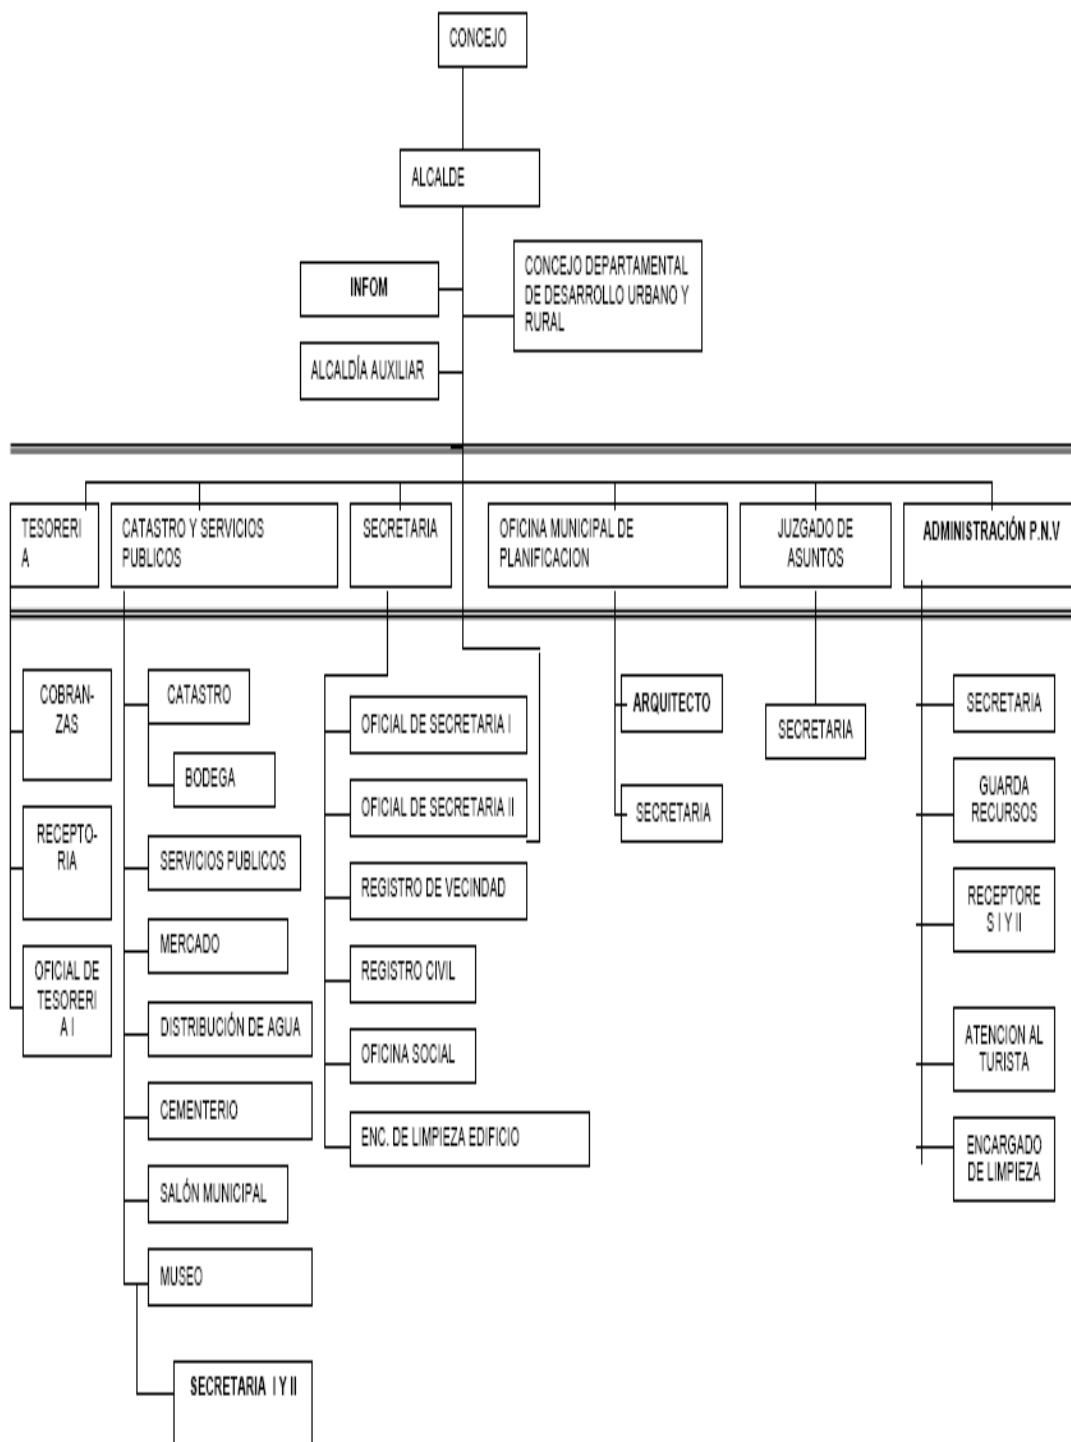 CONCEJO
ALCALDE
INFOM
CONCEJO DEPARTAMENTAL
DE DESARROLLO URBANO Y
RURAL
ALCALDÍA AUXILIAR
TESORERI
A
CATASTRO Y SERVICIOS
PUBLICOS
SECRETARIA
OFICINA MUNICIPAL DE
PLANIFICACION
JUZGADO DE
ASUNTOS
ADMINISTRACIÓN P.N.V
COBRAN-
ZAS
RECEPTO-
RIA
OFICIAL DE
TESORERI
A I
CATASTRO
BODEGA
SERVICIOS PUBLICOS
MERCADO
DISTRIBUCIÓN DE AGUA
CEMENTERIO
SALÓN MUNICIPAL
MUSEO
SECRETARIA I Y II
OFICIAL DE SECRETARIA I
OFICIAL DE SECRETARIA II
REGISTRO DE VECINDAD
REGISTRO CIVIL
OFICINA SOCIAL
ENC. DE LIMPIEZA EDIFICIO
ARQUITECTO
SECRETARIA
SECRETARIA
SECRETARIA
GUARDA
RECURSOS
RECEPTORE
S I Y II
ATENCION AL
TURISTA
ENCARGADO
DE LIMPIEZA